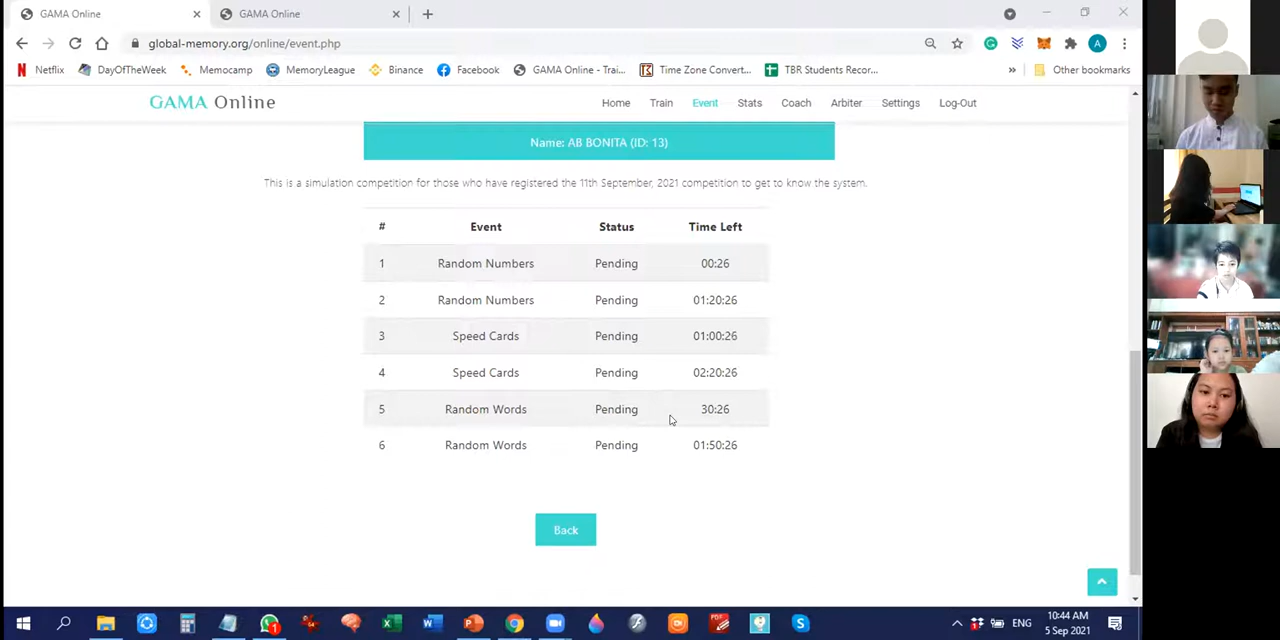 GAMA Online
GAMA Online
global-memory.org/online/event.php
A
Netflix
DayOfTheWeek
Memocamp
MemoryLeague
Binance
Facebook
GAMA Online - Trai...
Time Zone Convert...
TBR Students Recor...
»
Other bookmarks
GAMA Online
Home
Train
Event
Stats
Coach
Arbiter
Settings
Log-Out
Name: AB BONITA (ID: 13)
This is a simulation competition for those who have registered the 11th September, 2021 competition to get to know the system.
# Event Status Time Left
1 Random Numbers Pending 00:26
2 Random Numbers Pending 01:20:26
3 Speed Cards Pending 01:00:26
4 Speed Cards Pending 02:20:26
5 Random Words Pending 30:26
6 Random Words Pending 01:50:26
Back
ENG
10:44 AM
5 Sep 2021